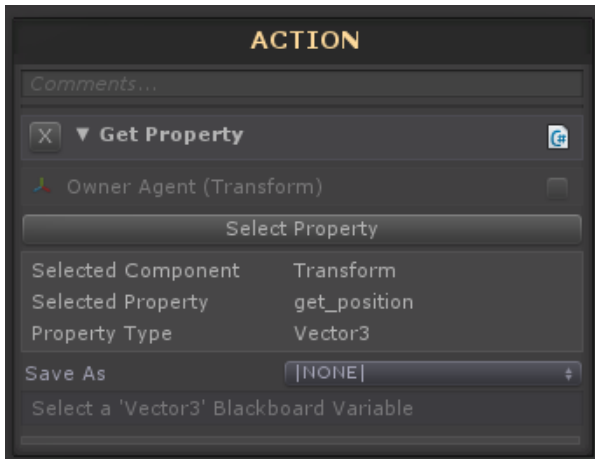 ACTION
Comments...
X ▼ Get Property C#
Owner Agent (Transform)
Select Property
Selected Component Transform
Selected Property get_position
Property Type Vector3
Save As |NONE|
Select a 'Vector3' Blackboard Variable